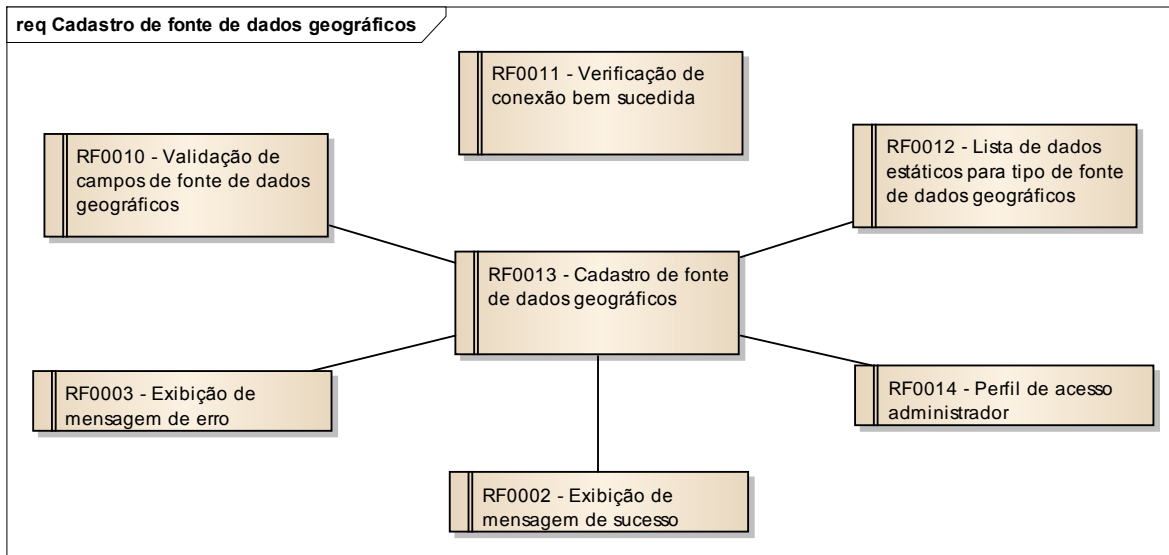 req Cadastro de fonte de dados geográficos
RF0011 - Verificação de
conexão bem sucedida
RF0010 - Validação de
campos de fonte de dados
geográficos
RF0012 - Lista de dados
estáticos para tipo de fonte
de dados geográficos
RF0013 - Cadastro de fonte
de dados geográficos
RF0003 - Exibição de
mensagem de erro
RF0014 - Perfil de acesso
administrador
RF0002 - Exibição de
mensagem de sucesso